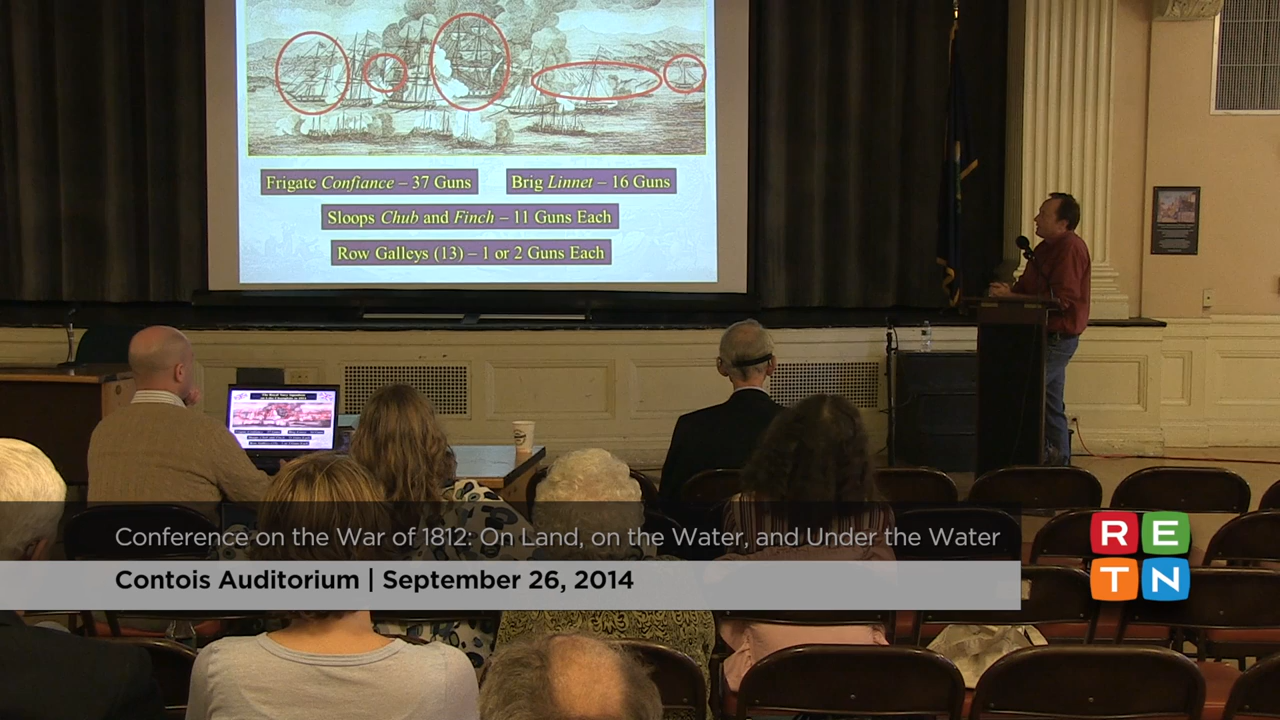 Frigate Confiance – 37 Guns
Brig Linnet – 16 Guns
Sloops Chub and Finch – 11 Guns Each
Row Galleys (13) – 1 or 2 Guns Each
Conference on the War of 1812: On Land, on the Water, and Under the Water
Contois Auditorium | September 26, 2014
RE
TN